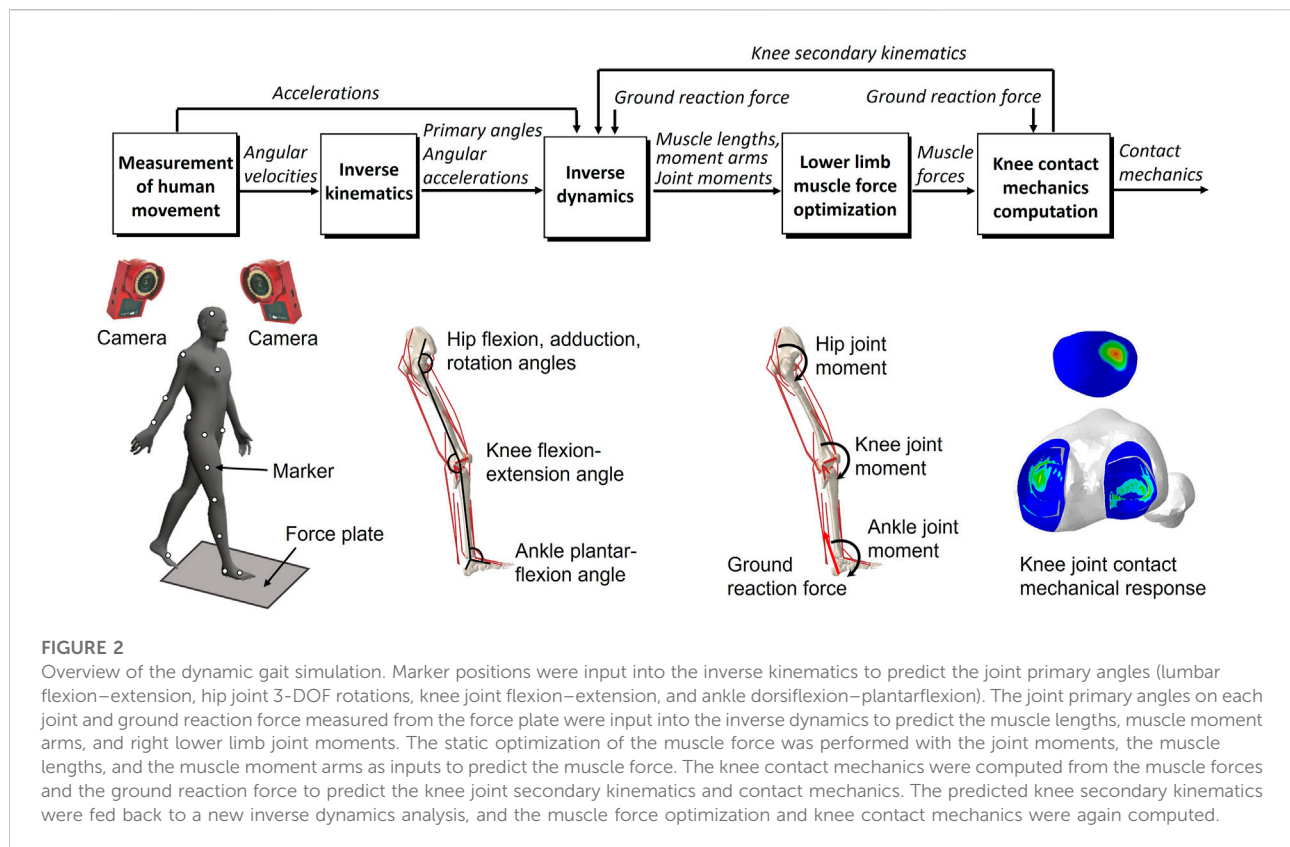 Knee secondary kinematics
Accelerations
Ground reaction force
Ground reaction force
Measurement
of human
movement
Angular
velocities
Inverse
kinematics
Primary angles
Angular
accelerations
Inverse
dynamics
Muscle lengths,
moment arms
Joint moments
Lower limb
muscle force
optimization
Muscle
forces
Knee contact
mechanics
computation
Contact
mechanics
Camera
Camera
Marker
Force plate
Hip flexion, adduction,
rotation angles
Knee flexion-
extension angle
Ankle plantar-
flexion angle
Hip joint
moment
Knee joint
moment
Ankle joint
moment
Ground
reaction force
Knee joint contact
mechanical response
FIGURE 2
Overview of the dynamic gait simulation. Marker positions were input into the inverse kinematics to predict the joint primary angles (lumbar
flexion–extension, hip joint 3-DOF rotations, knee joint flexion–extension, and ankle dorsiflexion–plantarflexion). The joint primary angles on each
joint and ground reaction force measured from the force plate were input into the inverse dynamics to predict the muscle lengths, muscle moment
arms, and right lower limb joint moments. The static optimization of the muscle force was performed with the joint moments, the muscle
lengths, and the muscle moment arms as inputs to predict the muscle force. The knee contact mechanics were computed from the muscle forces
and the ground reaction force to predict the knee joint secondary kinematics and contact mechanics. The predicted knee secondary kinematics
were fed back to a new inverse dynamics analysis, and the muscle force optimization and knee contact mechanics were again computed.